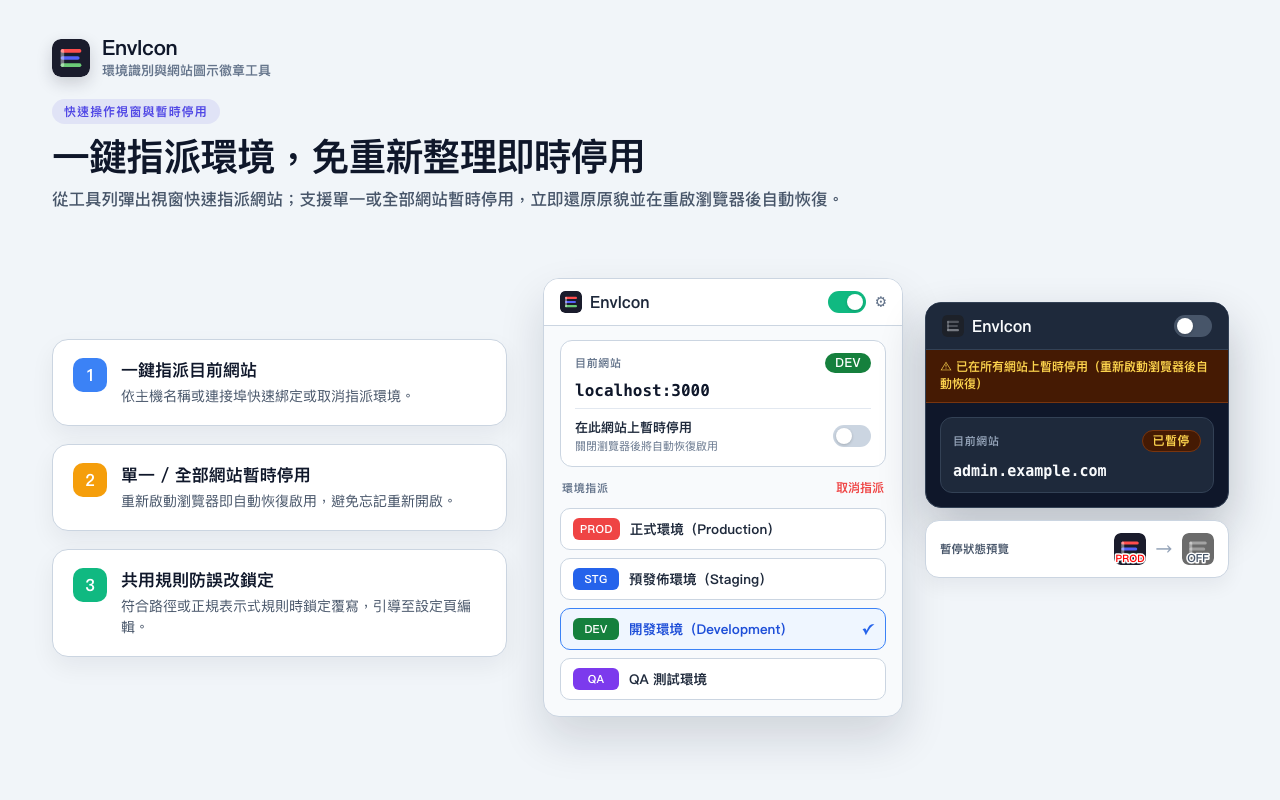 EnvIcon
環境識別與網站圖示徽章工具
快速操作視窗與暫時停用
一鍵指派環境，免重新整理即時停用
從工具列彈出視窗快速指派網站；支援單一或全部網站暫時停用，立即還原原貌並在重啟瀏覽器後自動恢復。
1
一鍵指派目前網站
依主機名稱或連接埠快速綁定或取消指派環境。
2
單一 / 全部網站暫時停用
重新啟動瀏覽器即自動恢復啟用，避免忘記重新開啟。
3
共用規則防誤改鎖定
符合路徑或正規表示式規則時鎖定覆寫，引導至設定頁編
輯。
EnvIcon
目前網站
DEV
localhost:3000
在此網站上暫時停用
關閉瀏覽器後將自動恢復啟用
環境指派
取消指派
PROD 正式環境（Production）
STG 預發佈環境（Staging）
DEV 開發環境（Development） ✓
QA QA 測試環境
EnvIcon
⚠ 已在所有網站上暫時停用（重新啟動瀏覽器後自
動恢復）
目前網站
已暫停
admin.example.com
暫停狀態預覽
PROD → OFF